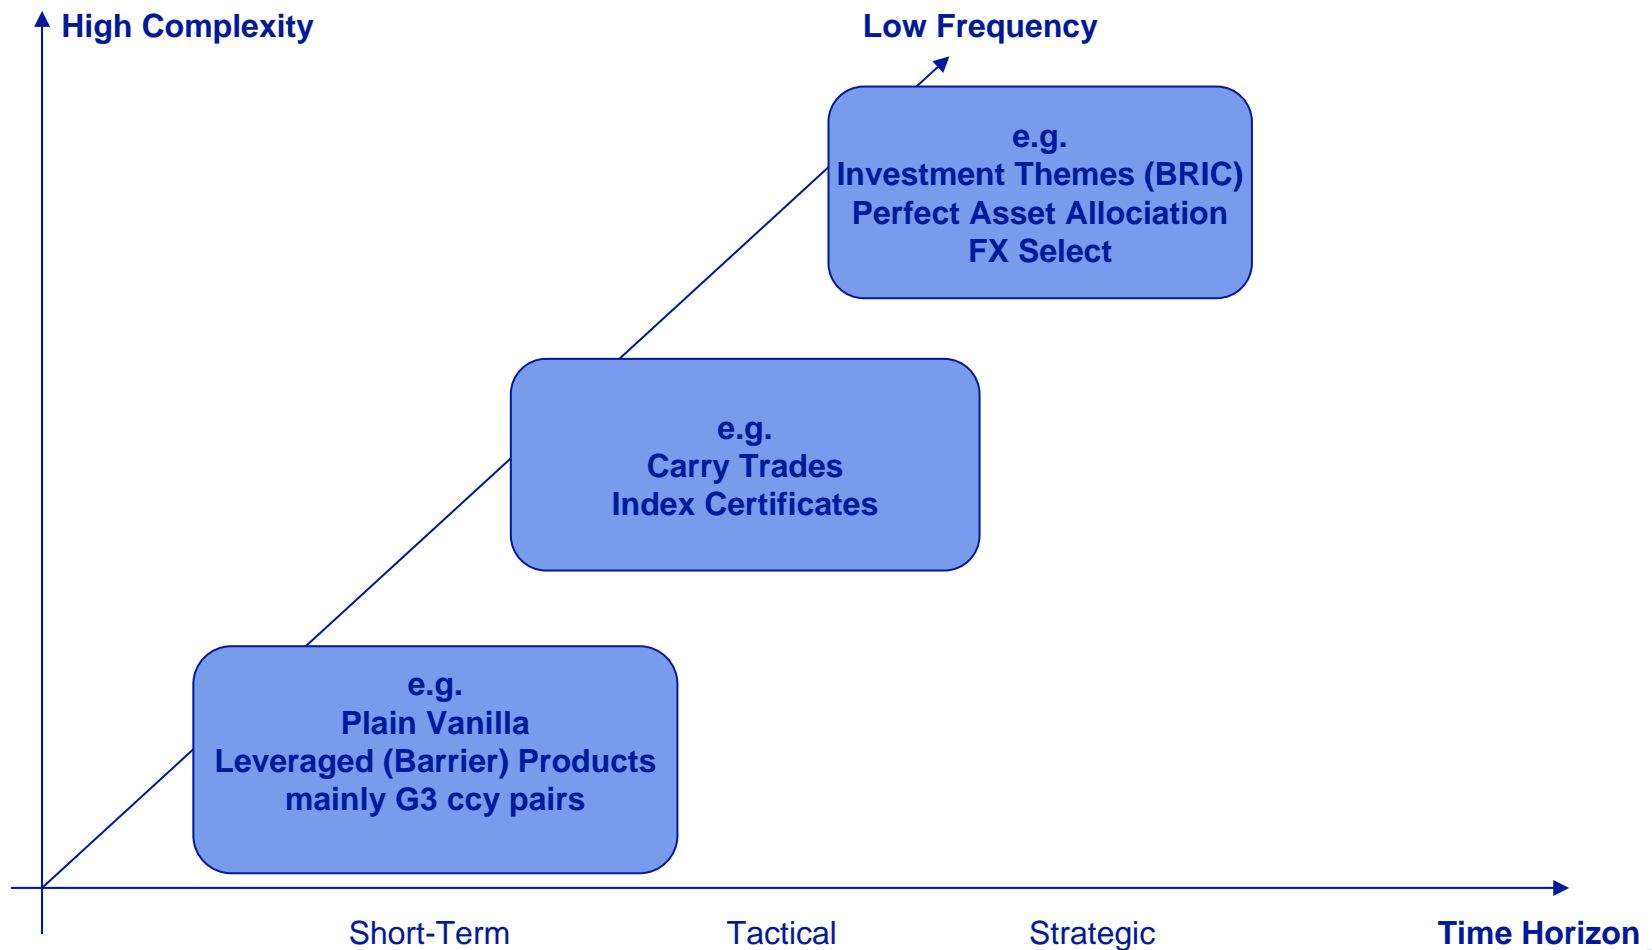 High Complexity
Low Frequency
e.g.
Investment Themes (BRIC)
Perfect Asset Allociation
FX Select
e.g.
Carry Trades
Index Certificates
e.g.
Plain Vanilla
Leveraged (Barrier) Products
mainly G3 ccy pairs
Short-Term
Tactical
Strategic
Time Horizon